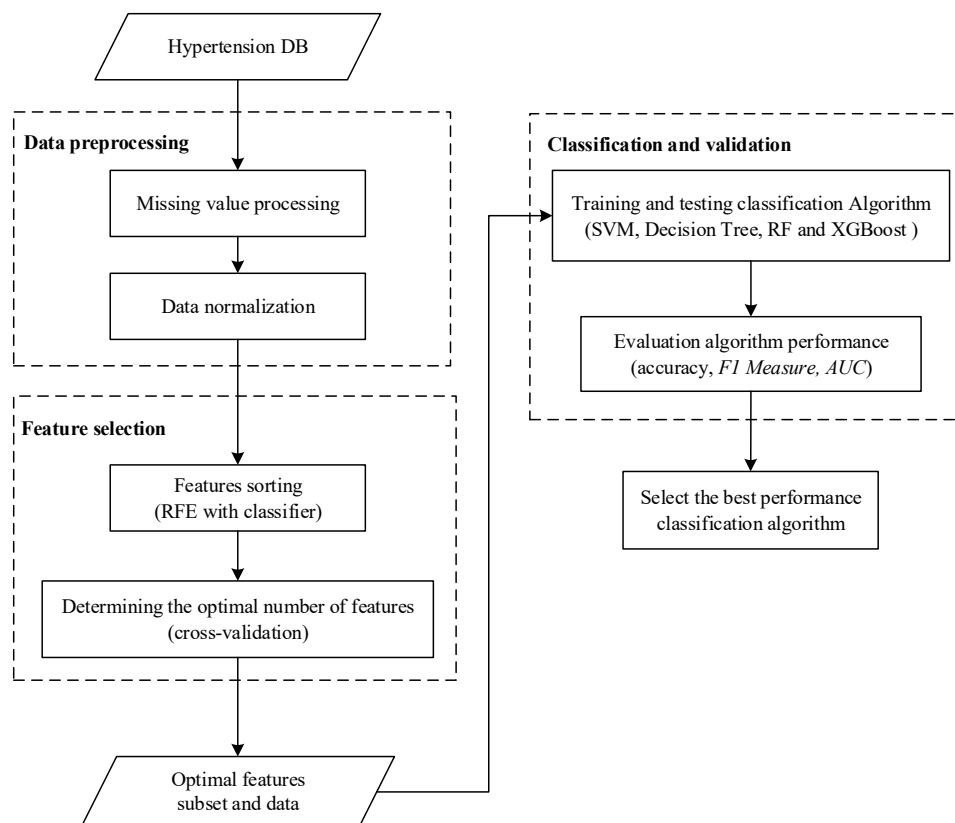 Hypertension DB
Data preprocessing
Missing value processing
Data normalization
Feature selection
Features sorting
(RFE with classifier)
Determining the optimal number of features
(cross-validation)
Optimal features
subset and data
Classification and validation
Training and testing classification Algorithm
(SVM, Decision Tree, RF and XGBoost )
Evaluation algorithm performance
(accuracy, F1 Measure, AUC)
Select the best performance
classification algorithm